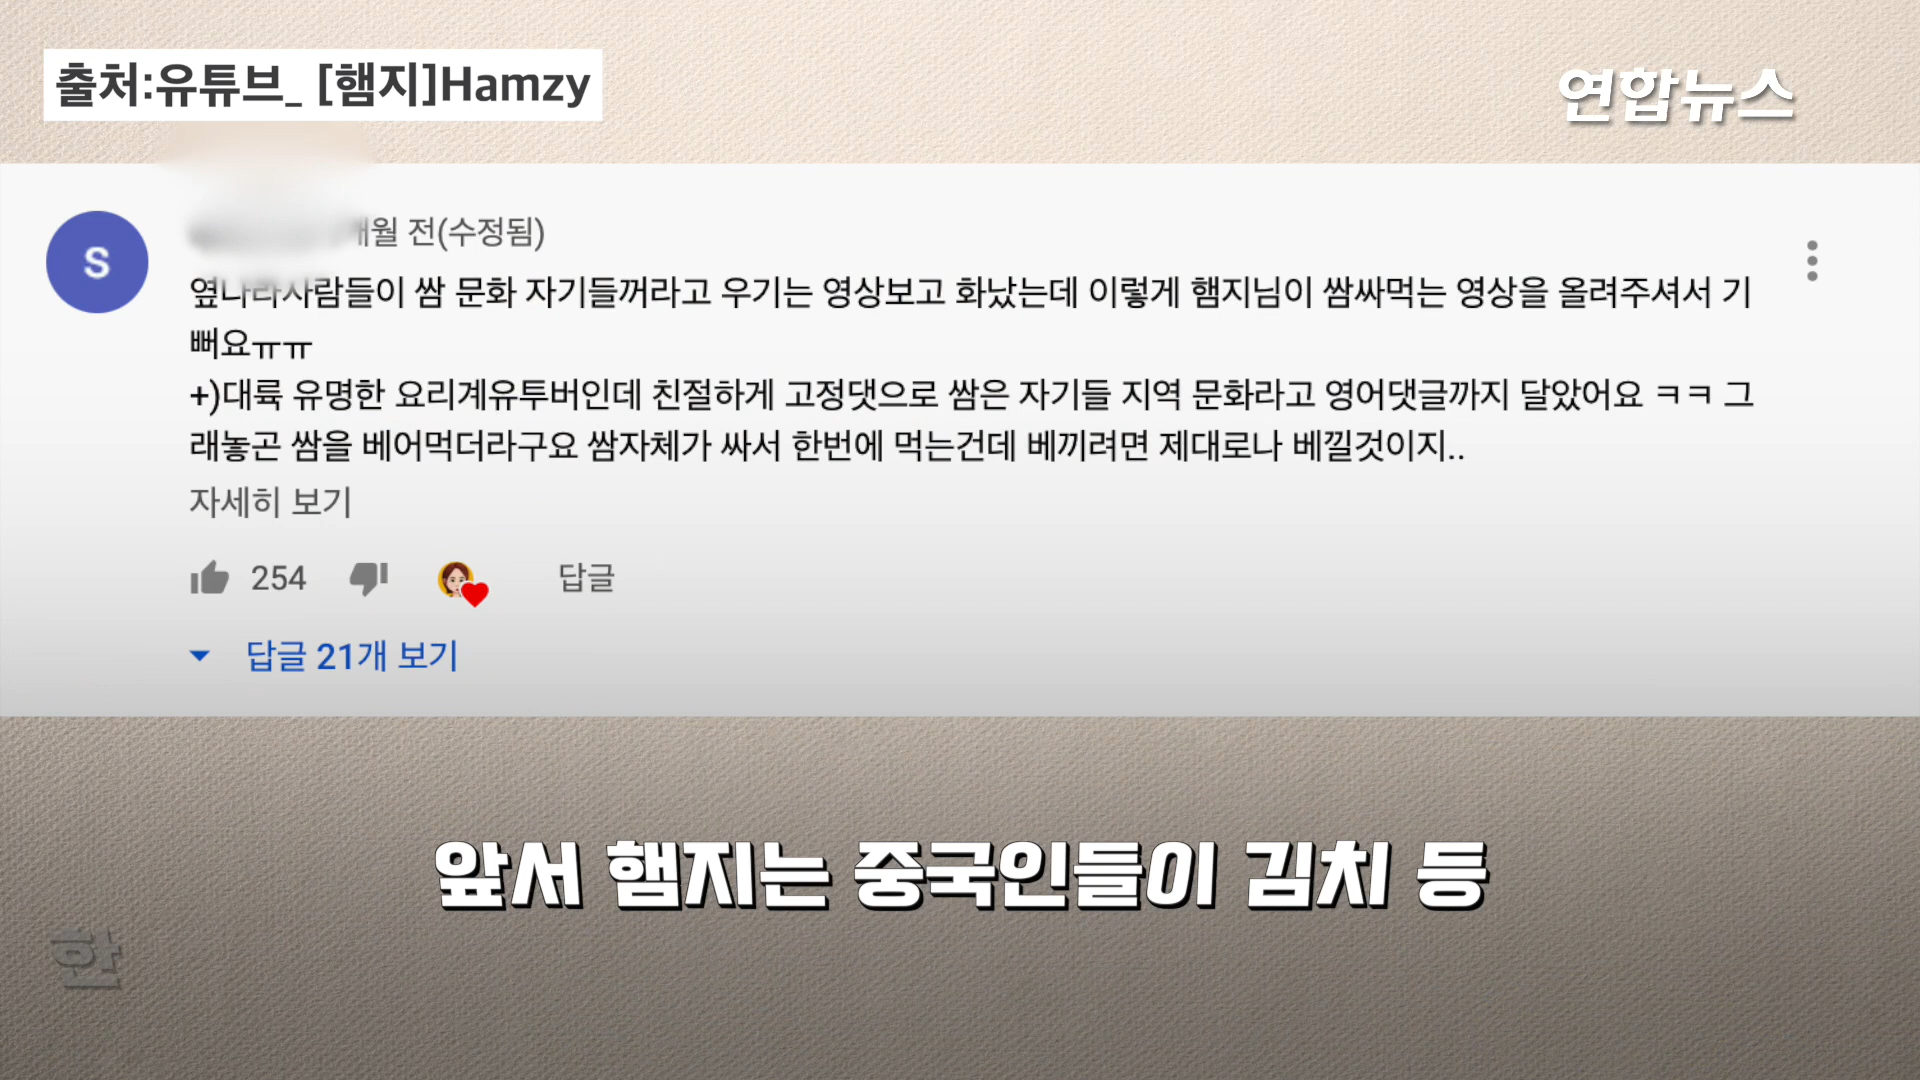 출처:유튜브_ [햄지]Hamzy
연합뉴스
S
개월 전(수정됨)
옆나라사람들이 쌈 문화 자기들꺼라고 우기는 영상보고 화났는데 이렇게 햄지님이 쌈싸먹는 영상을 올려주셔서 기
뻐요ㅠㅠ
+)대륙 유명한 요리계유투버인데 친절하게 고정댓으로 쌈은 자기들 지역 문화라고 영어댓글까지 달았어요 ㅋㅋ 그
래놓곤 쌈을 베어먹더라구요 쌈자체가 싸서 한번에 먹는건데 베끼려면 제대로나 베낄것이지..
자세히 보기
254
답글
답글 21개 보기
앞서 햄지는 중국인들이 김치 등
한